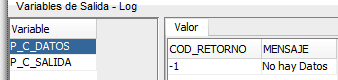 Variables de Salida - Log
Variable
P_C_DATOS
P_C_SALIDA
Valor
COD_RETORNO MENSAJE
-1 No hay Datos